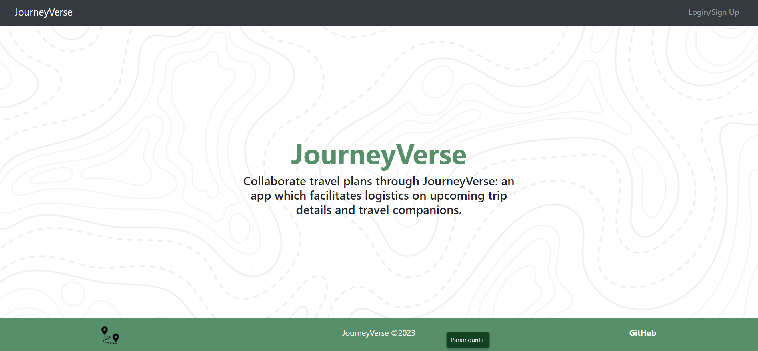 JourneyVerse
Login/Sign Up
JourneyVerse
Collaborate travel plans through JourneyVerse: an
app which facilitates logistics on upcoming trip
details and travel companions.
JourneyVerse ©2023
GitHub